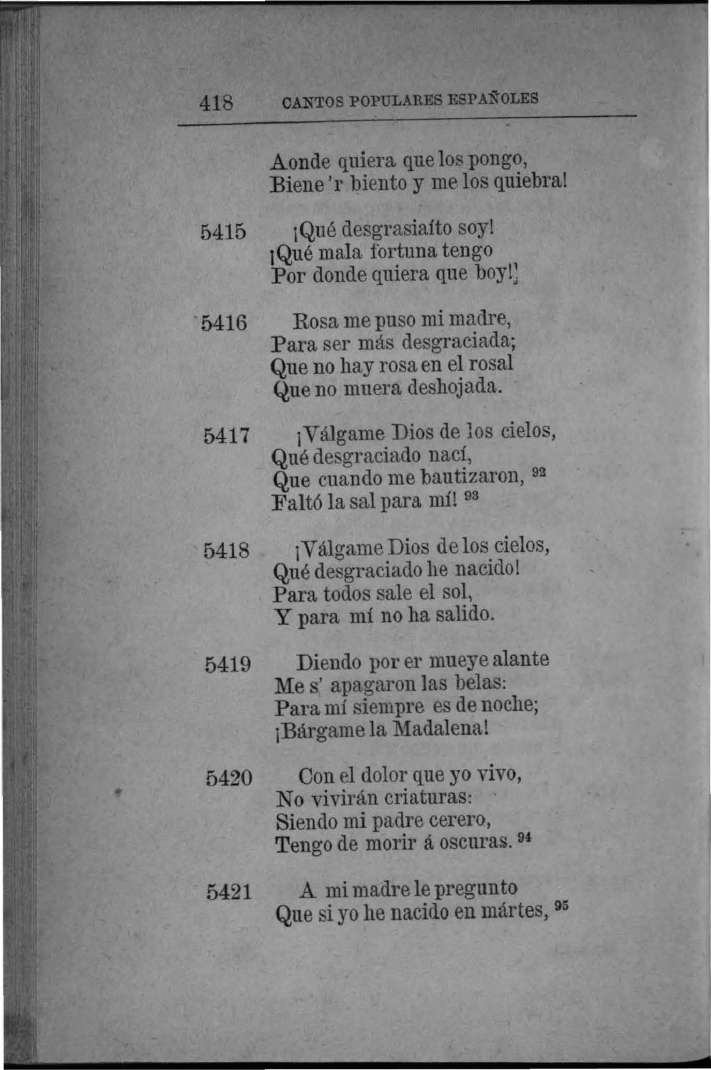 418 CANTOS POPULARES ESPAÑOLES
Aonde quiera que los pongo,
Biene 'r biento y me los quiebra!
5415 ¡Qué desgrasiaíto soy!
¡Qué mala fortuna tengo
Por donde quiera que boy!
5416 Rosa me puso mi madre,
Para ser más desgraciada;
Que no hay rosa en el rosal
Que no muera deshojada.
5417 ¡Válgame Dios de los cielos,
Qué desgraciado nací,
Que cuando me bautizaron, 92
Faltó la sal para mí! 93
5418 ¡Válgame Dios de los cielos,
Qué desgraciado he nacido!
Para todos sale el sol,
Y para mí no ha salido.
5419 Diendo por er mueye alante
Me s' apagaron las belas:
Para mí siempre es de noche;
¡Bárgame la Madalena!
5420 Con el dolor que yo vivo,
No vivirán criaturas:
Siendo mi padre cerero,
Tengo de morir á oscuras. 94
5421 A mi madre le pregunto
Que si yo he nacido en mártes, 95